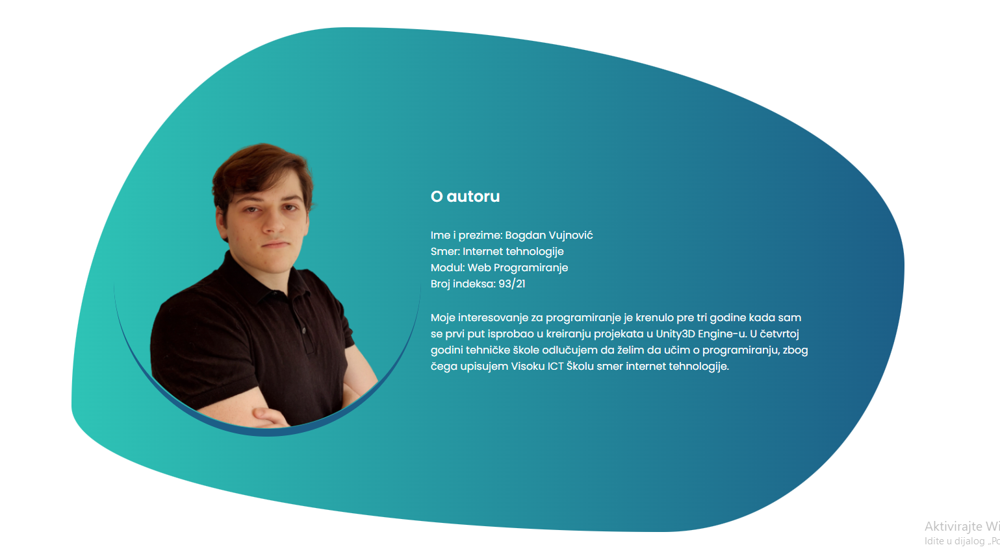 O autoru
Ime i prezime: Bogdan Vujnović
Smer: Internet tehnologije
Modul: Web Programiranje
Broj indeksa: 93/21
Moje interesovanje za programiranje je krenulo pre tri godine kada sam
se prvi put isprobao u kreiranju projekata u Unity3D Engine-u. U četvrtoj
godini tehničke škole odlučujem da želim da učim o programiranju, zbog
čega upisujem Visoku ICT Školu smer internet tehnologije.
Aktivirajte Wi
Idite u dijalog „Po